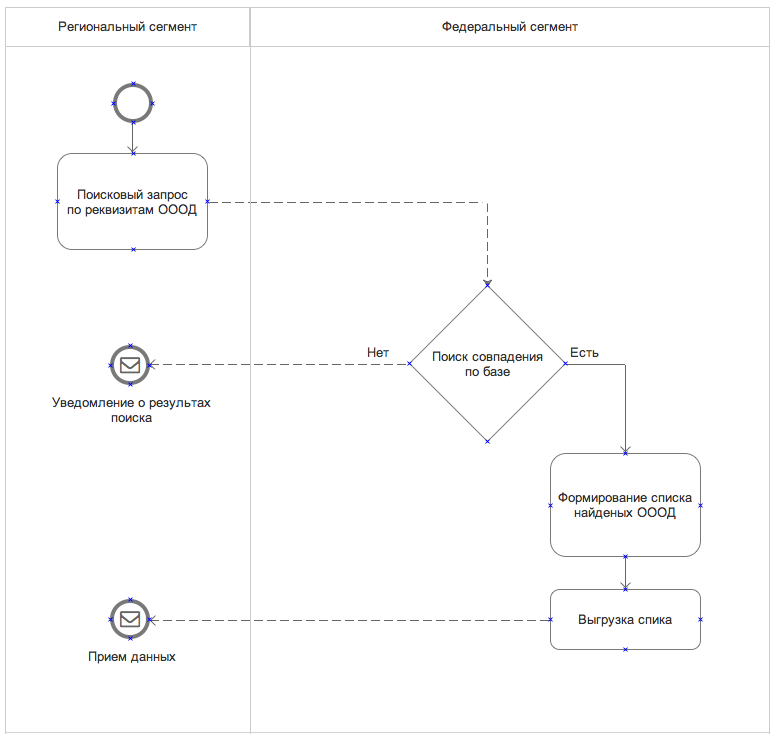 Региональный сегмент
Федеральный сегмент
Поисковый запрос
по реквизитам ОООД
Нет
Поиск совпадения
по базе
Есть
Уведомление о результатах
поиска
Формирование списка
найденых ОООД
Выгрузка спика
Прием данных